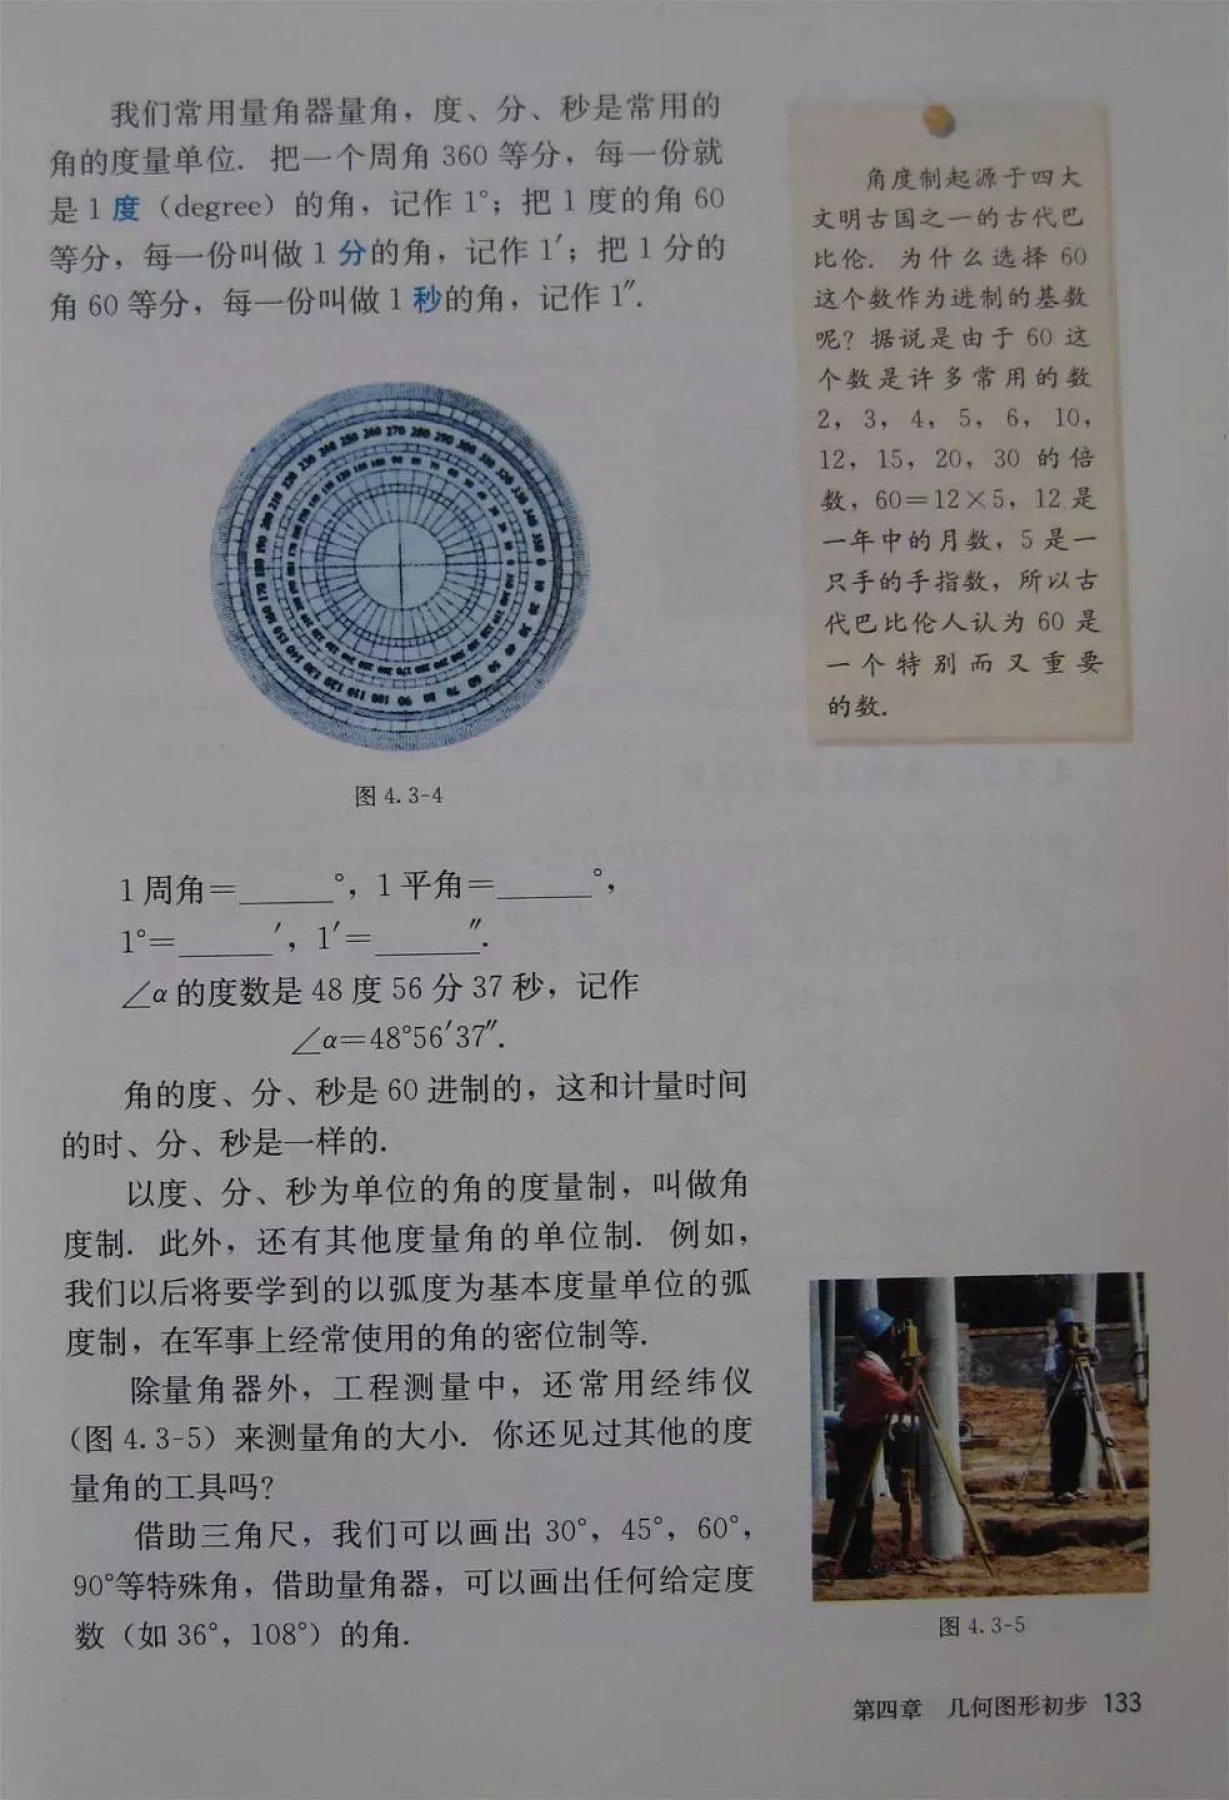 我们常用量角器量角，度、分、秒是常用的
角的度量单位. 把一个周角 360 等分，每一份就
是 1 度（degree）的角，记作 1°；把 1 度的角 60
等分，每一份叫做 1 分的角，记作 1′；把 1 分的
角 60 等分，每一份叫做 1 秒的角，记作 1″.
角度制起源于四大
文明古国之一的古代巴
比伦. 为什么选择 60
这个数作为进制的基数
呢？据说是由于 60 这
个数是许多常用的数
2，3，4，5，6，10，
12，15，20，30 的倍
数，60＝12×5，12 是
一年中的月数，5 是一
只手的手指数，所以古
代巴比伦人认为 60 是
一个特别而又重要
的数.
图 4.3-4
1 周角＝______°，1 平角＝______°，
1°＝______′，1′＝______″.
∠α 的度数是 48 度 56 分 37 秒，记作
∠α＝48°56′37″.
角的度、分、秒是 60 进制的，这和计量时间
的时、分、秒是一样的.
以度、分、秒为单位的角的度量制，叫做角
度制. 此外，还有其他度量角的单位制. 例如，
我们以后将要学到的以弧度为基本度量单位的弧
度制，在军事上经常使用的角的密位制等.
除量角器外，工程测量中，还常用经纬仪
（图 4.3-5）来测量角的大小. 你还见过其他的度
量角的工具吗？
借助三角尺，我们可以画出 30°，45°，60°，
90°等特殊角，借助量角器，可以画出任何给定度
数（如 36°，108°）的角.
图 4.3-5
第四章 几何图形初步 133